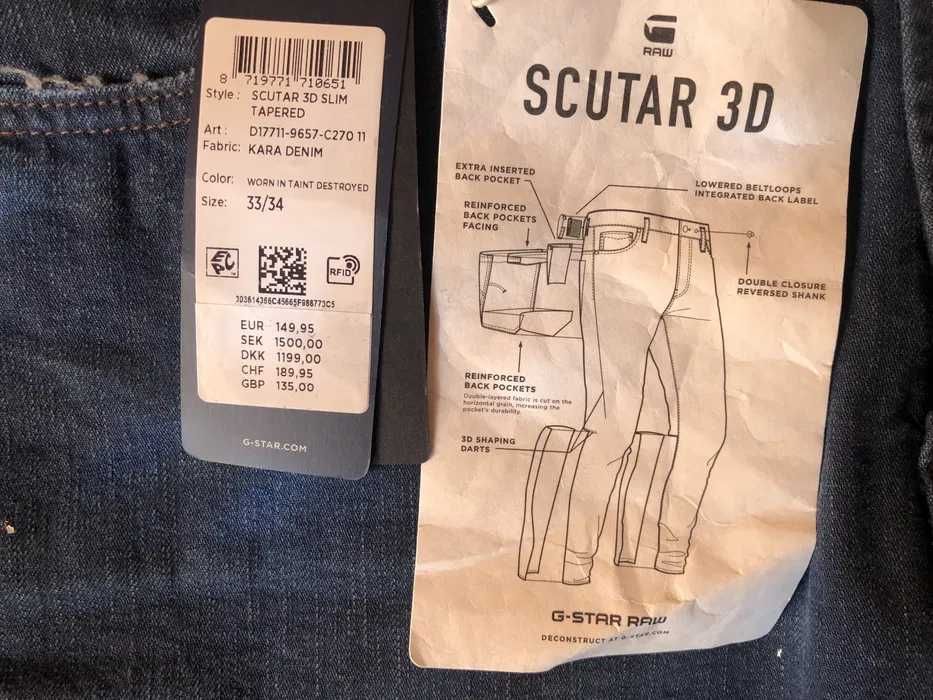 8 719771 710651
Style : SCUTAR 3D SLIM
TAPERED
Art : D17711-9657-C270 11
Fabric: KARA DENIM
Color: WORN IN TAINT DESTROYED
Size: 33/34
EPC
RFID
EUR 149,95
SEK 1500,00
DKK 1199,00
CHF 189,95
GBP 135,00
G-STAR.COM
RAW
SCUTAR 3D
EXTRA INSERTED
BACK POCKET
LOWERED BELTLOOPS
INTEGRATED BACK LABEL
REINFORCED
BACK POCKETS
FACING
DOUBLE CLOSURE
REVERSED SHANK
REINFORCED
BACK POCKETS
Double-layered fabric is cut on the
horizontal grain, increasing the
pocket's durability.
3D SHAPING
DARTS
G-STAR RAW
DECONSTRUCT AT G-STAR.COM